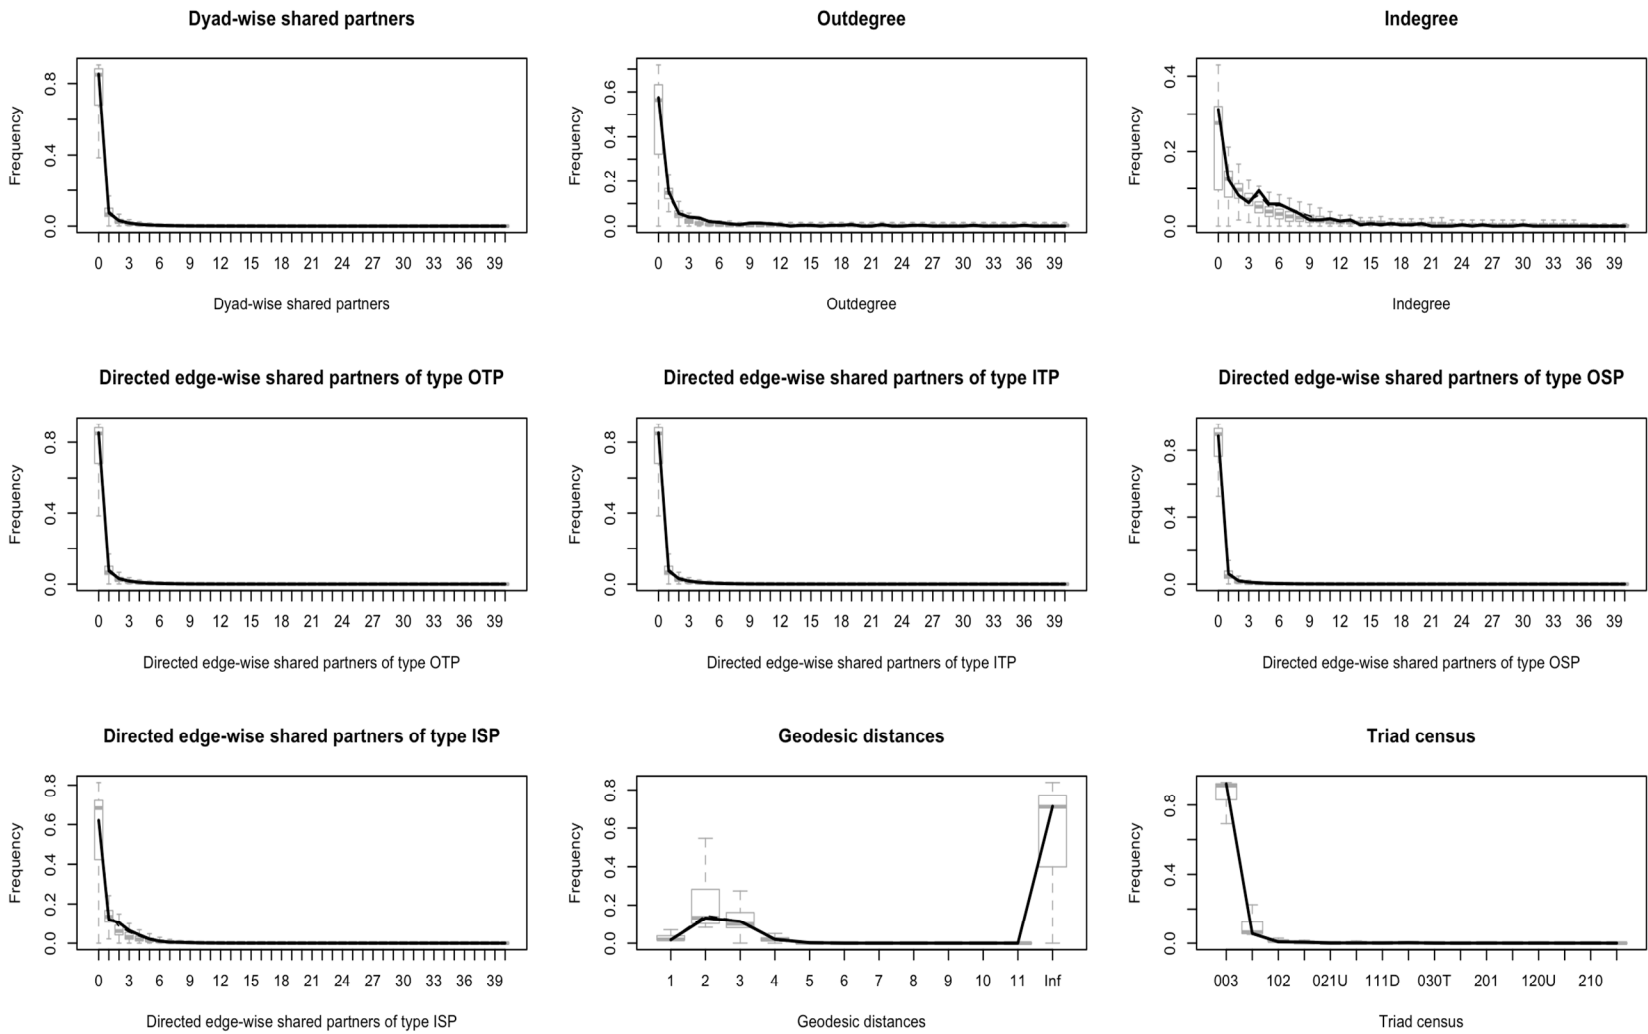 Dyad-wise shared partners
Outdegree
Indegree
Frequency
0.0 0.4 0.8
0 3 6 9 12 15 18 21 24 27 30 33 36 39
Dyad-wise shared partners
Frequency
0.0 0.2 0.4 0.6
0 3 6 9 12 15 18 21 24 27 30 33 36 39
Outdegree
Frequency
0.0 0.2 0.4
0 3 6 9 12 15 18 21 24 27 30 33 36 39
Indegree
Directed edge-wise shared partners of type OTP
Directed edge-wise shared partners of type ITP
Directed edge-wise shared partners of type OSP
Frequency
0.0 0.4 0.8
0 3 6 9 12 15 18 21 24 27 30 33 36 39
Directed edge-wise shared partners of type OTP
Frequency
0.0 0.4 0.8
0 3 6 9 12 15 18 21 24 27 30 33 36 39
Directed edge-wise shared partners of type ITP
Frequency
0.0 0.4 0.8
0 3 6 9 12 15 18 21 24 27 30 33 36 39
Directed edge-wise shared partners of type OSP
Directed edge-wise shared partners of type ISP
Geodesic distances
Triad census
Frequency
0.0 0.2 0.4 0.6 0.8
0 3 6 9 12 15 18 21 24 27 30 33 36 39
Directed edge-wise shared partners of type ISP
Frequency
0.0 0.2 0.4 0.6 0.8
1 2 3 4 5 6 7 8 9 10 11 Inf
Geodesic distances
Frequency
0.0 0.4 0.8
003 102 021U 111D 030T 201 120U 210
Triad census